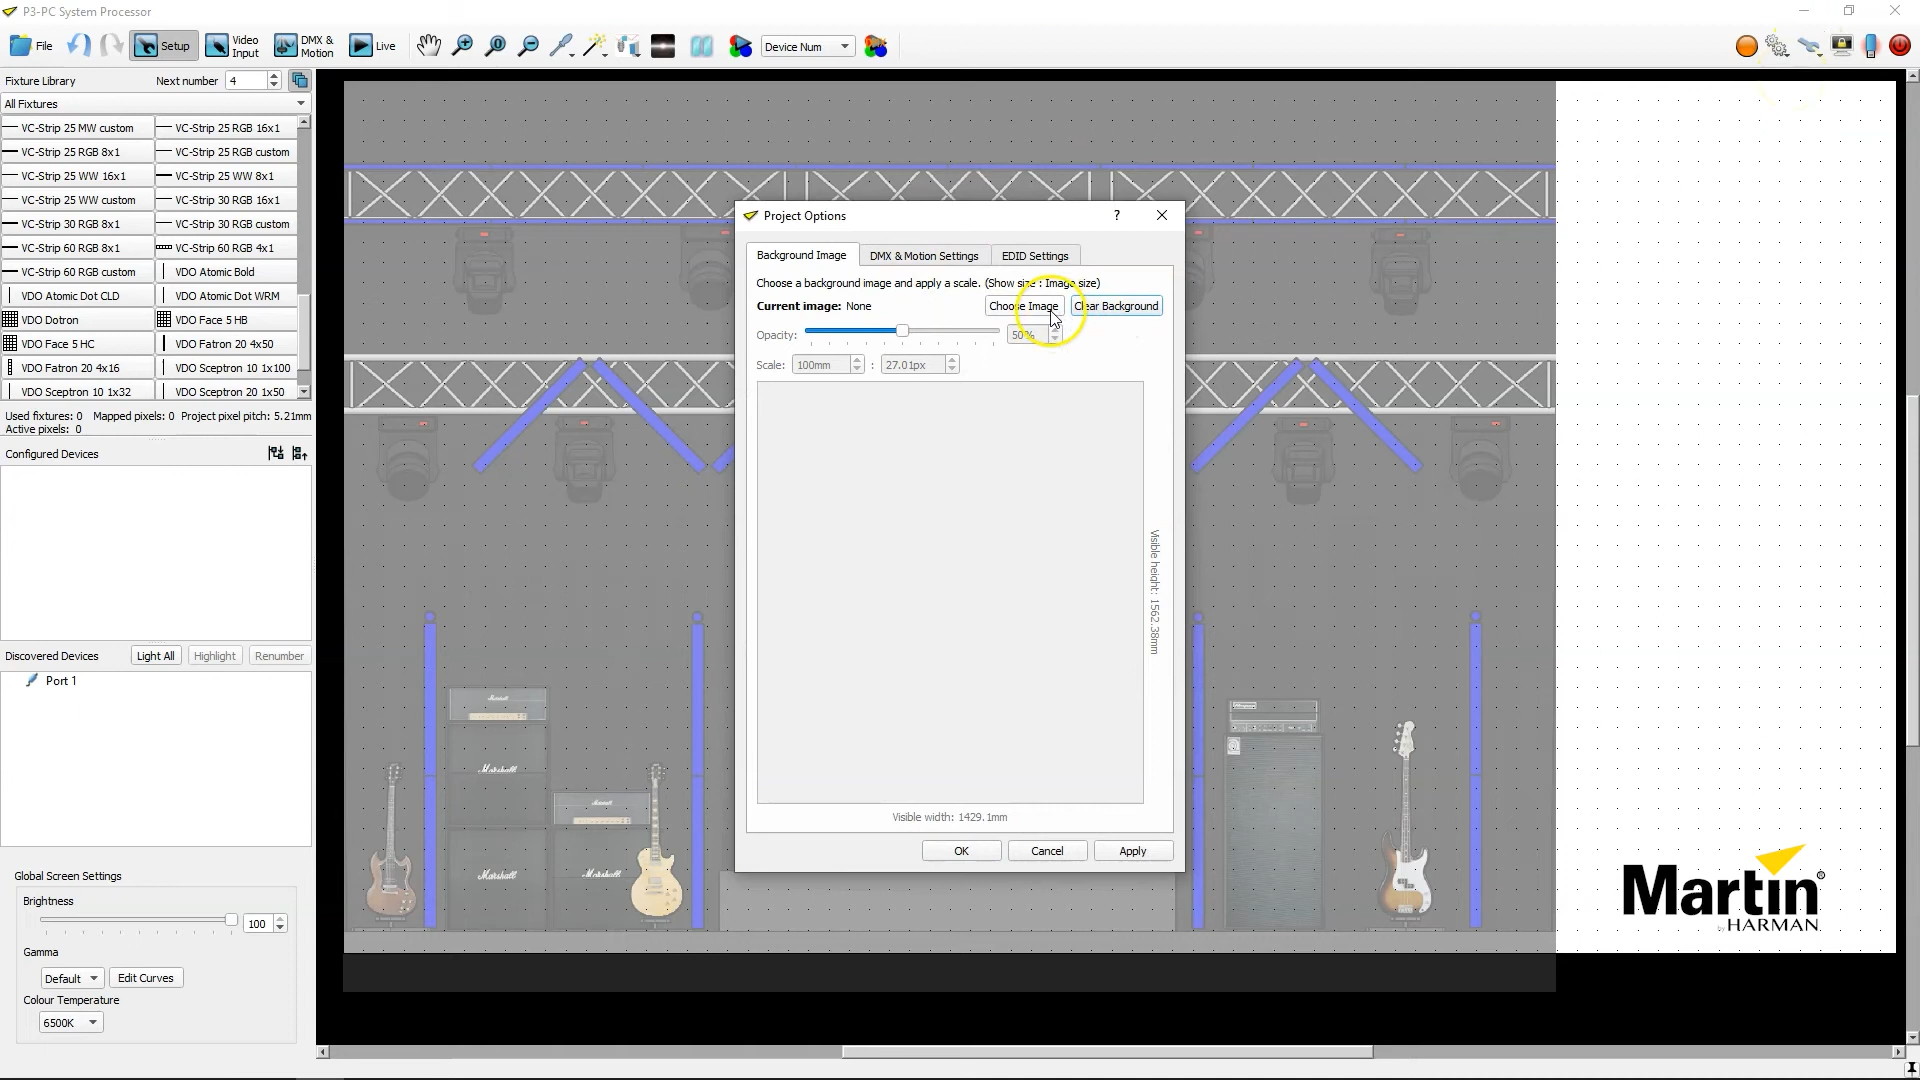 P3-PC System Processor
File
Setup
Video Input
DMX & Motion
Live
Device Num
Fixture Library
Next number 4
All Fixtures
VC-Strip 25 MW custom
VC-Strip 25 RGB 16x1
VC-Strip 25 RGB 8x1
VC-Strip 25 RGB custom
VC-Strip 25 WW 16x1
VC-Strip 25 WW 8x1
VC-Strip 25 WW custom
VC-Strip 30 RGB 16x1
VC-Strip 30 RGB 8x1
VC-Strip 30 RGB custom
VC-Strip 60 RGB 8x1
VC-Strip 60 RGB 4x1
VC-Strip 60 RGB custom
VDO Atomic Bold
VDO Atomic Dot CLD
VDO Atomic Dot WRM
VDO Dotron
VDO Face 5 HB
VDO Face 5 HC
VDO Fatron 20 4x50
VDO Fatron 20 4x16
VDO Sceptron 10 1x100
VDO Sceptron 10 1x32
VDO Sceptron 20 1x50
Used fixtures: 0 Mapped pixels: 0 Project pixel pitch: 5.21mm
Active pixels: 0
Configured Devices
Discovered Devices
Light All
Highlight
Renumber
Port 1
Global Screen Settings
Brightness
100
Gamma
Default
Edit Curves
Colour Temperature
6500K
Project Options
?
Background Image
DMX & Motion Settings
EDID Settings
Choose a background image and apply a scale. (Show size : Image size)
Current image: None
Choose Image
Clear Background
Opacity:
50%
Scale: 100mm : 27.01px
Visible height: 1562.38mm
Visible width: 1429.1mm
OK
Cancel
Apply
Marshall
Marshall
Marshall
Marshall
Marshall
Martin®
by HARMAN